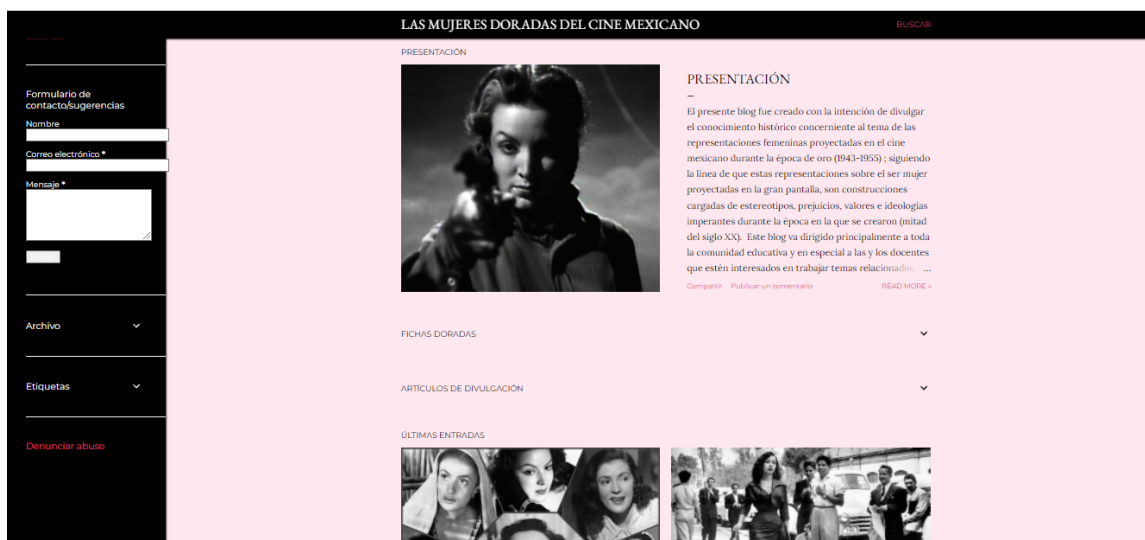 LAS MUJERES DORADAS DEL CINE MEXICANO
BUSCAR
Formulario de
contacto/sugerencias
Nombre
Correo electrónico *
Mensaje *
Archivo
Etiquetas
Denunciar abuso
PRESENTACIÓN
PRESENTACIÓN
El presente blog fue creado con la intención de divulgar
el conocimiento histórico concerniente al tema de las
representaciones femeninas proyectadas en el cine
mexicano durante la época de oro (1943-1955) ; siguiendo
la línea de que estas representaciones sobre el ser mujer
proyectadas en la gran pantalla, son construcciones
cargadas de estereotipos, prejuicios, valores e ideologías
imperantes durante la época en la que se crearon (mitad
del siglo XX). Este blog va dirigido principalmente a toda
la comunidad educativa y en especial a las y los docentes
que estén interesados en trabajar temas relacionados ...
Compartir Publicar un comentario READ MORE »
FICHAS DORADAS
ARTÍCULOS DE DIVULGACIÓN
ÚLTIMAS ENTRADAS